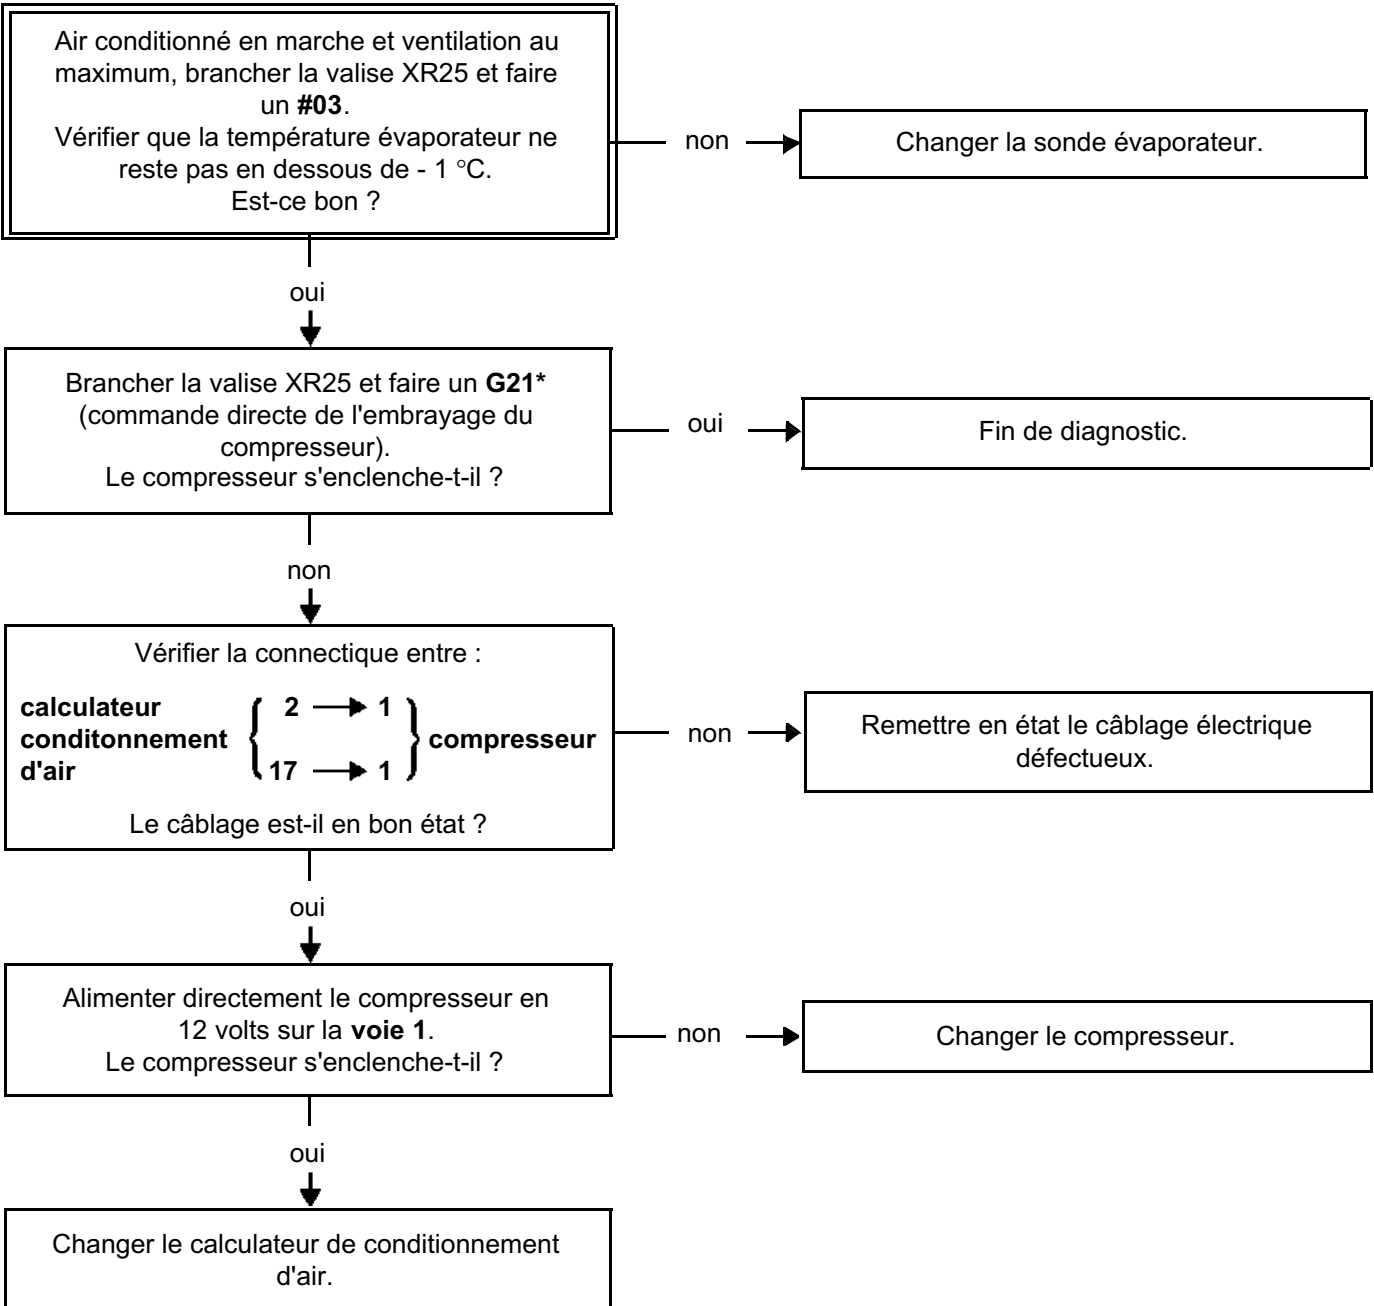 Air conditionné en marche et ventilation au
maximum, brancher la valise XR25 et faire
un #03.
Vérifier que la température évaporateur ne
reste pas en dessous de - 1 °C.
Est-ce bon ?
non
Changer la sonde évaporateur.
oui
Brancher la valise XR25 et faire un G21*
(commande directe de l'embrayage du
compresseur).
Le compresseur s'enclenche-t-il ?
oui
Fin de diagnostic.
non
Vérifier la connectique entre :
calculateur
conditonnement
d'air
2 → 1
17 → 1
compresseur
Le câblage est-il en bon état ?
non
Remettre en état le câblage électrique
défectueux.
oui
Alimenter directement le compresseur en
12 volts sur la voie 1.
Le compresseur s'enclenche-t-il ?
non
Changer le compresseur.
oui
Changer le calculateur de conditionnement
d'air.